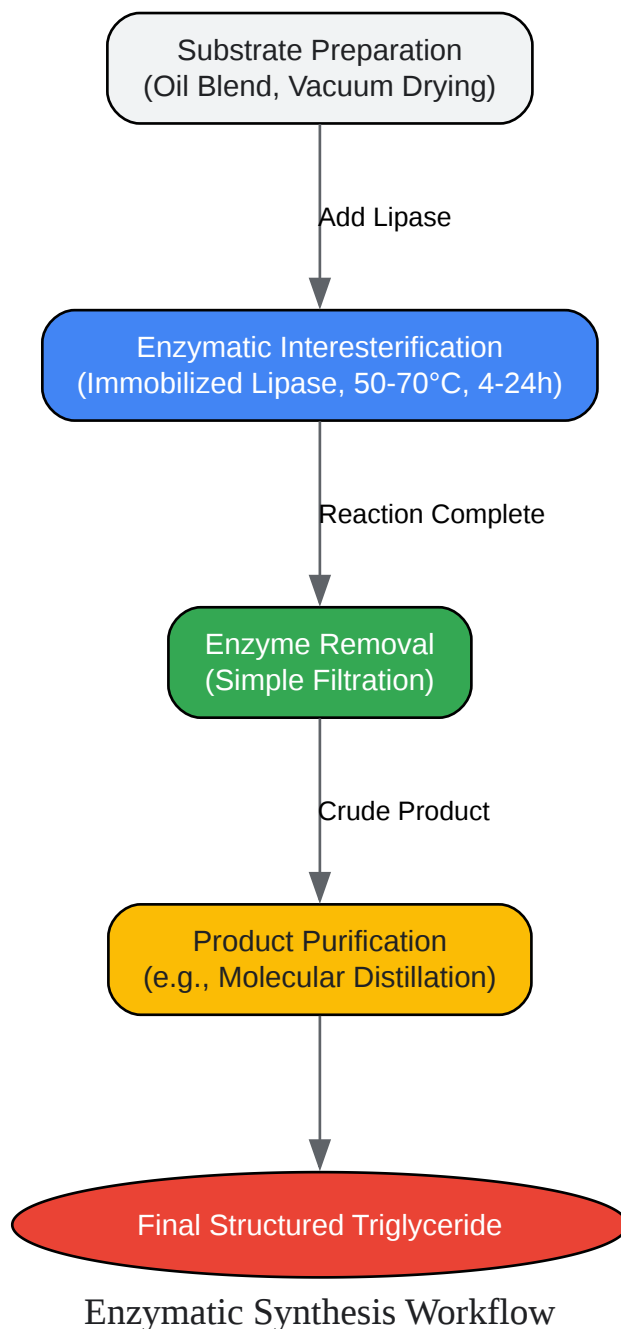 Substrate Preparation
(Oil Blend, Vacuum Drying)
Add Lipase
Enzymatic Interesterification
(Immobilized Lipase, 50-70°C, 4-24h)
Reaction Complete
Enzyme Removal
(Simple Filtration)
Crude Product
Product Purification
(e.g., Molecular Distillation)
Final Structured Triglyceride
Enzymatic Synthesis Workflow